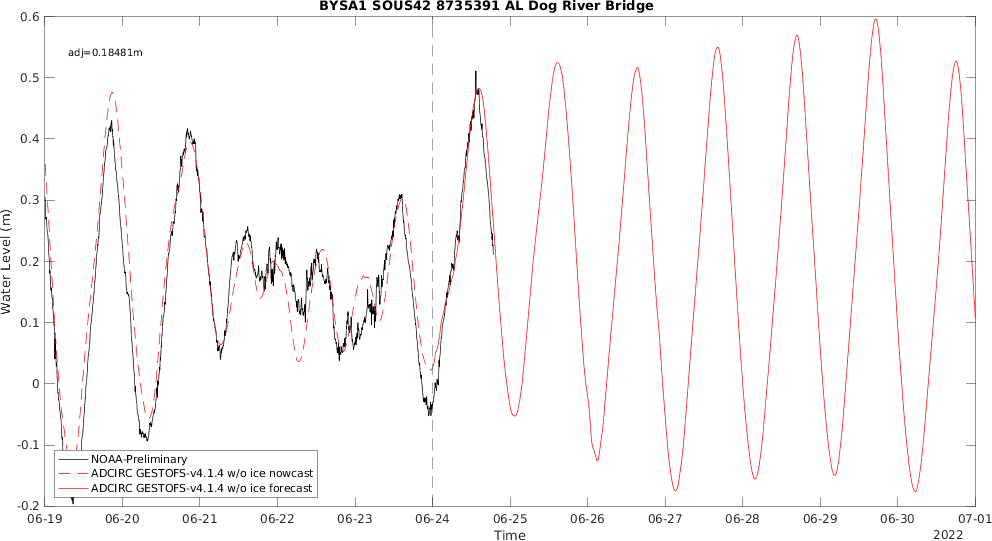 BYSA1 SOUS42 8735391 AL Dog River Bridge
adj=0.18481m
Water Level (m)
0.6
0.5
0.4
0.3
0.2
0.1
0
-0.1
-0.2
NOAA-Preliminary
ADCIRC GESTOFS-v4.1.4 w/o ice nowcast
ADCIRC GESTOFS-v4.1.4 w/o ice forecast
06-19 06-20 06-21 06-22 06-23 06-24 06-25 06-26 06-27 06-28 06-29 06-30 07-01
Time
2022